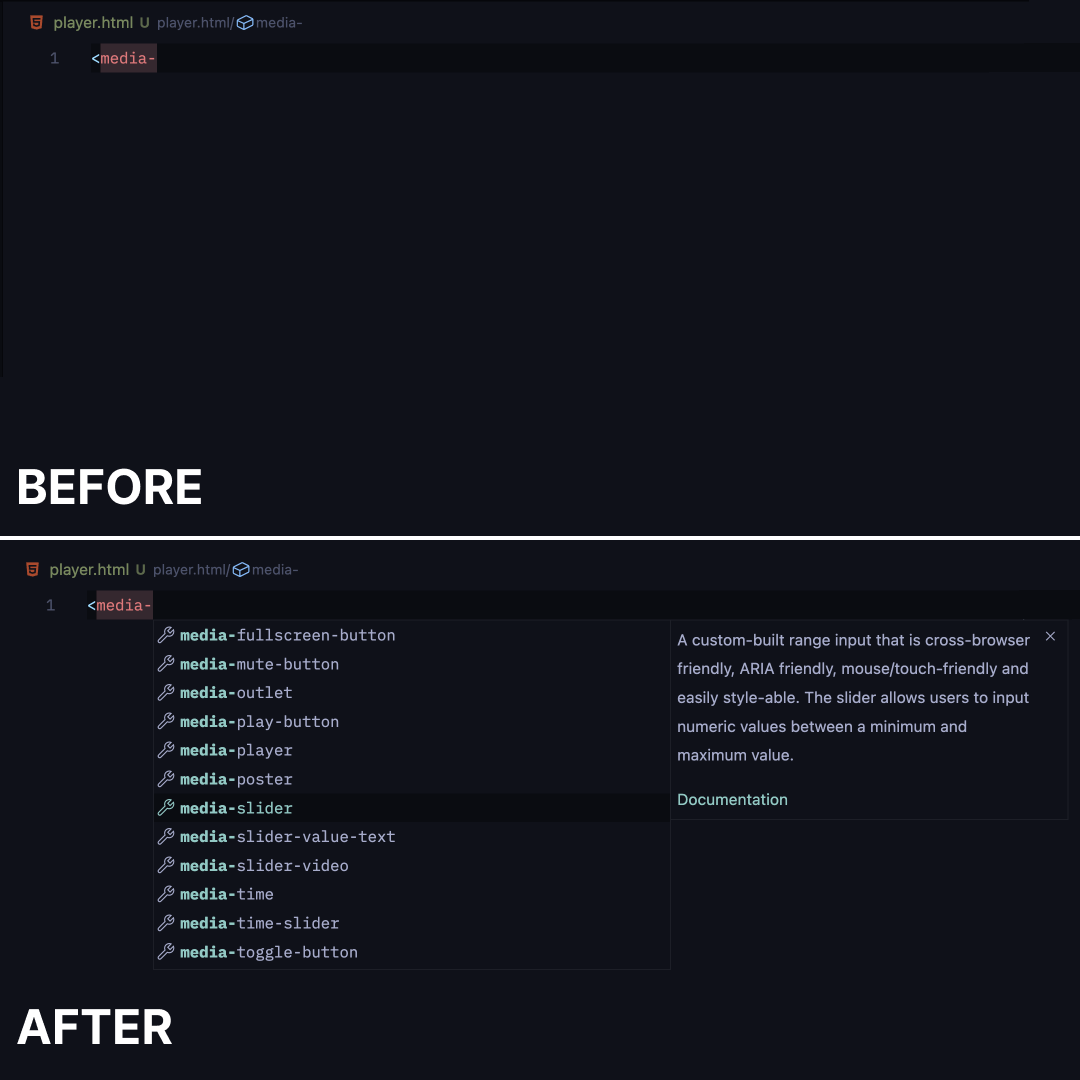 player.html U player.html/media-
1 <media-
BEFORE
player.html U player.html/media-
1 <media-
media-fullscreen-button
media-mute-button
media-outlet
media-play-button
media-player
media-poster
media-slider
media-slider-value-text
media-slider-video
media-time
media-time-slider
media-toggle-button
A custom-built range input that is cross-browser
friendly, ARIA friendly, mouse/touch-friendly and
easily style-able. The slider allows users to input
numeric values between a minimum and
maximum value.
Documentation
AFTER